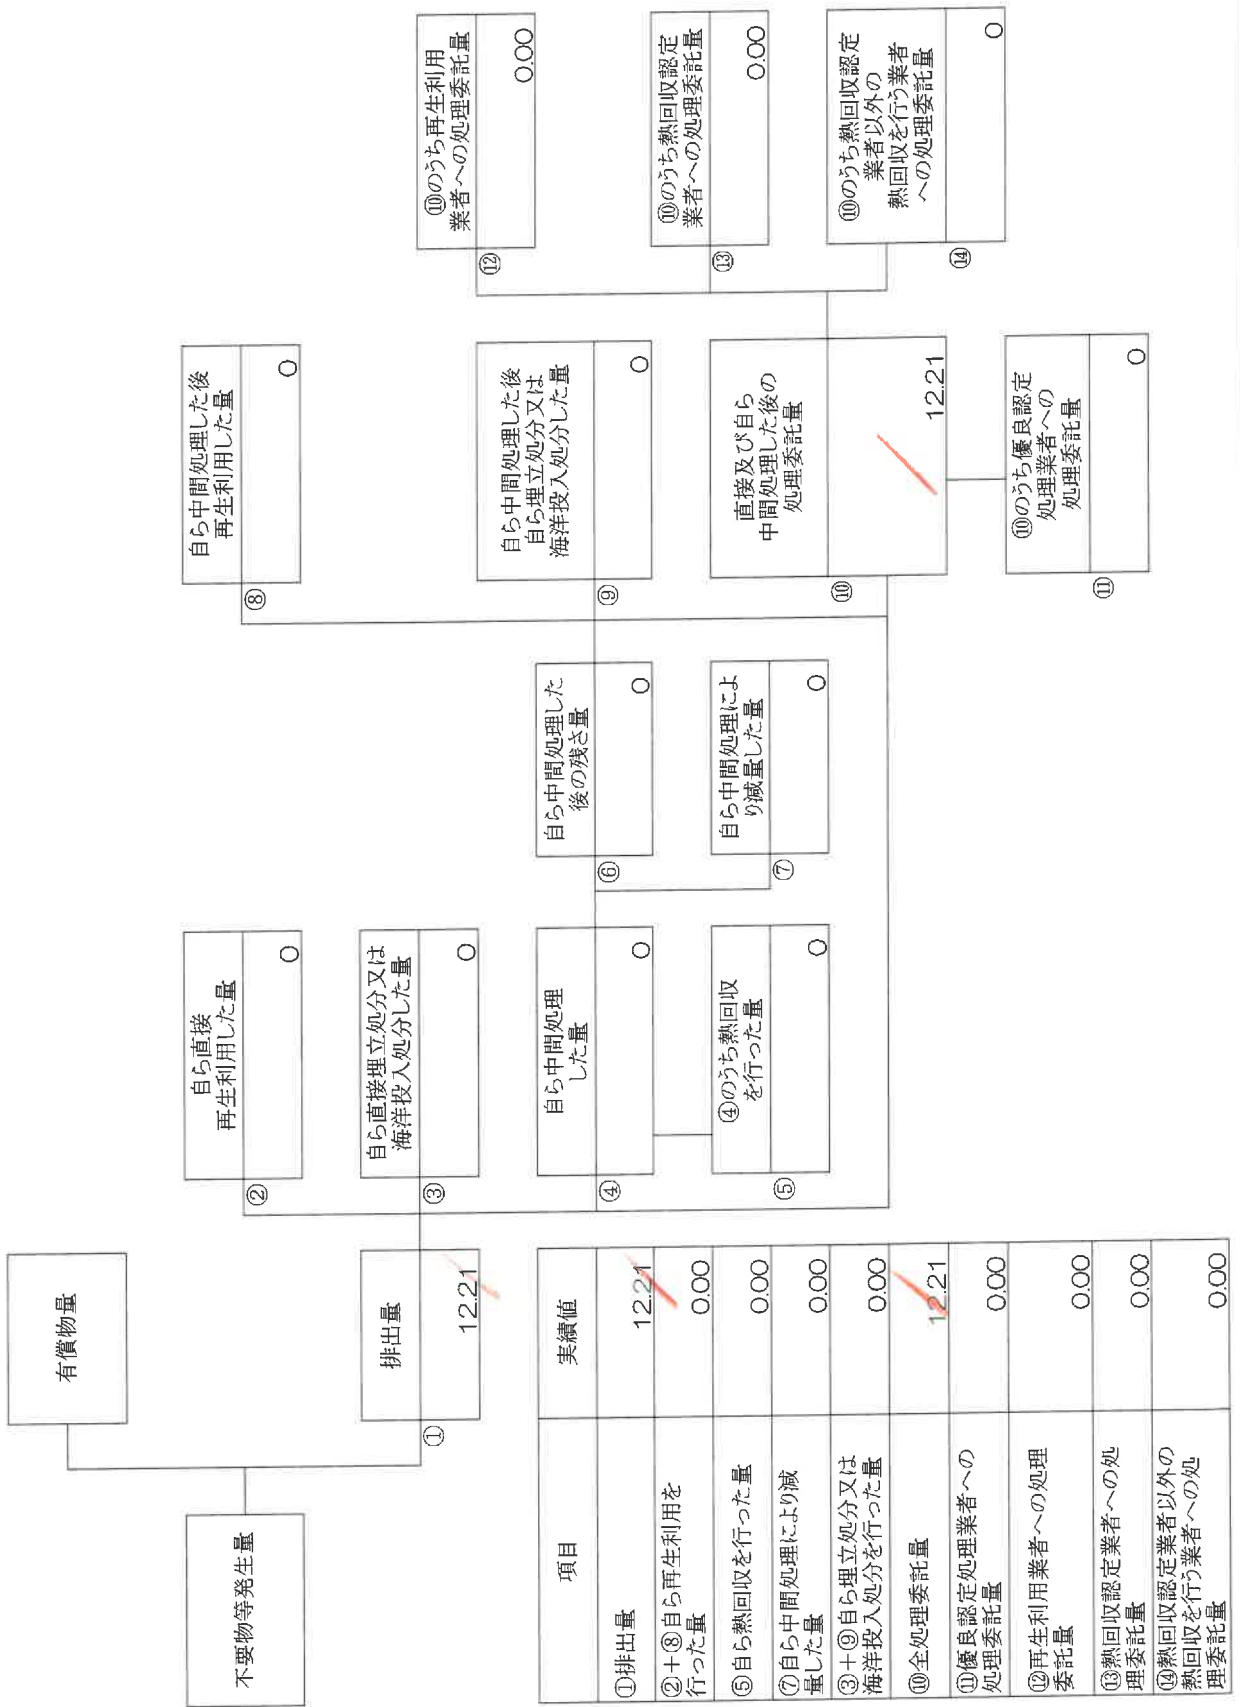 不要物等発生量
有償物量
排出量
①
12.21
自ら直接
再生利用した量
②
0
自ら直接埋立処分又は
海洋投入処分した量
③
0
自ら中間処理
した量
④
0
④のうち熱回収
を行った量
⑤
0
自ら中間処理した
後の残さ量
⑥
0
自ら中間処理によ
り減量した量
⑦
0
自ら中間処理した後
再生利用した量
⑧
0
自ら中間処理した後
自ら埋立処分又は
海洋投入処分した量
⑨
0
直接及び自ら
中間処理した後の
処理委託量
⑩
12.21
⑩のうち優良認定
処理業者への
処理委託量
⑪
0
⑩のうち再生利用
業者への処理委託量
⑫
0.00
⑩のうち熱回収認定
業者への処理委託量
⑬
0.00
⑩のうち熱回収認定
業者以外の
熱回収を行う業者
への処理委託量
⑭
0
項目 実績値
①排出量 12.21
②+⑧自ら再生利用を
行った量 0.00
⑤自ら熱回収を行った量 0.00
⑦自ら中間処理により減
量した量 0.00
③+⑨自ら埋立処分又は
海洋投入処分を行った量 0.00
⑩全処理委託量 12.21
⑪優良認定処理業者への
処理委託量 0.00
⑫再生利用業者への処理
委託量 0.00
⑬熱回収認定業者への処
理委託量 0.00
⑭熱回収認定業者以外の
熱回収を行う業者への処
理委託量 0.00